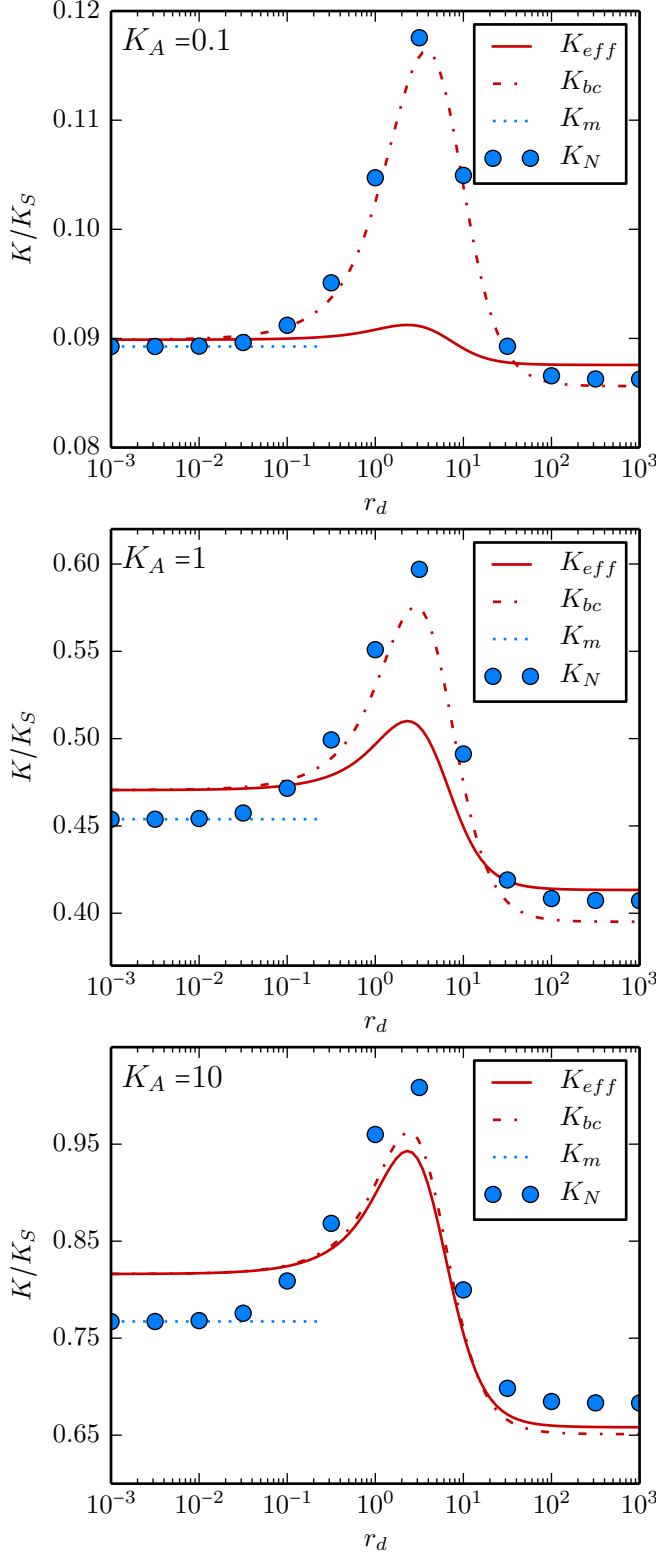 K_A =0.1
K_eff
K_bc
K_m
K_N
0.12
0.11
0.10
0.09
0.08
K/K_S
10^−3 10^−2 10^−1 10^0 10^1 10^2 10^3
r_d
K_A =1
K_eff
K_bc
K_m
K_N
0.60
0.55
0.50
0.45
0.40
K/K_S
10^−3 10^−2 10^−1 10^0 10^1 10^2 10^3
r_d
K_A =10
K_eff
K_bc
K_m
K_N
0.95
0.85
0.75
0.65
K/K_S
10^−3 10^−2 10^−1 10^0 10^1 10^2 10^3
r_d